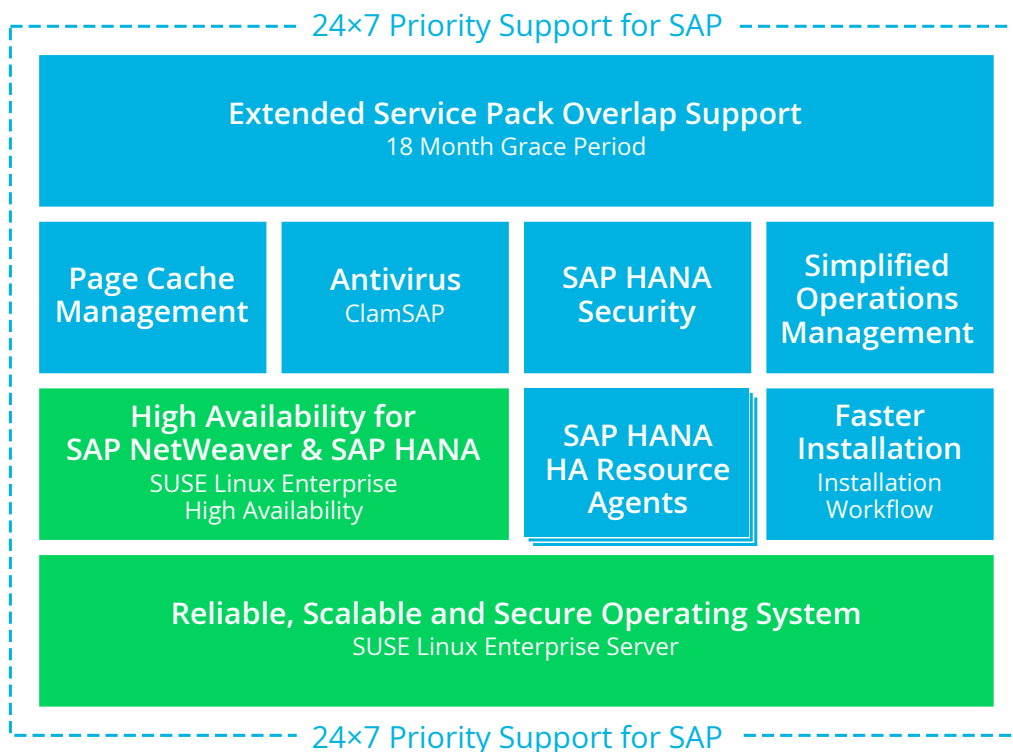 24×7 Priority Support for SAP
Extended Service Pack Overlap Support
18 Month Grace Period
Page Cache
Management
Antivirus
ClamSAP
SAP HANA
Security
Simplified
Operations
Management
High Availability for
SAP NetWeaver & SAP HANA
SUSE Linux Enterprise
High Availability
SAP HANA
HA Resource
Agents
Faster
Installation
Installation
Workflow
Reliable, Scalable and Secure Operating System
SUSE Linux Enterprise Server
24×7 Priority Support for SAP